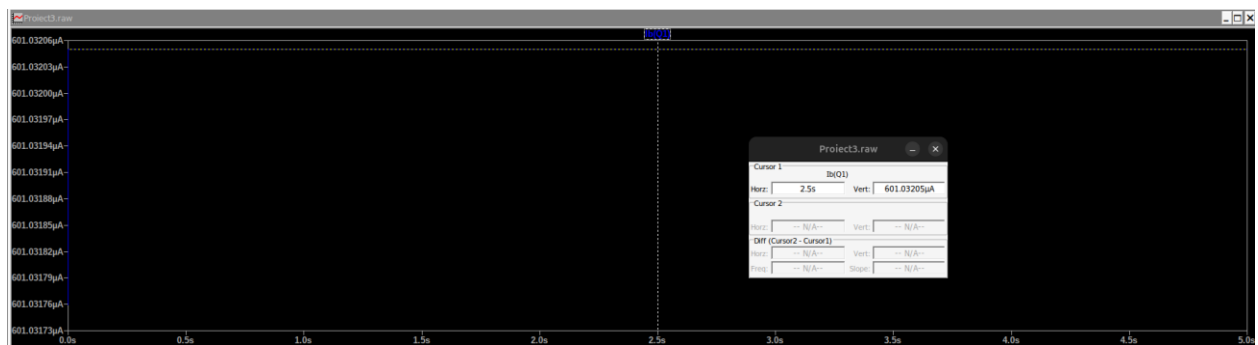 Proiect3.raw
Ib(Q1)
601.03206µA
601.03203µA
601.03200µA
601.03197µA
601.03194µA
601.03191µA
601.03188µA
601.03185µA
601.03182µA
601.03179µA
601.03176µA
601.03173µA
0.0s 0.5s 1.0s 1.5s 2.0s 2.5s 3.0s 3.5s 4.0s 4.5s 5.0s
Proiect3.raw
Cursor 1
Ib(Q1)
Horz: 2.5s Vert: 601.03205µA
Cursor 2
Horz: -- N/A-- Vert: -- N/A--
Diff (Cursor2 - Cursor1)
Horz: -- N/A-- Vert: -- N/A--
Freq: -- N/A-- Slope: -- N/A--